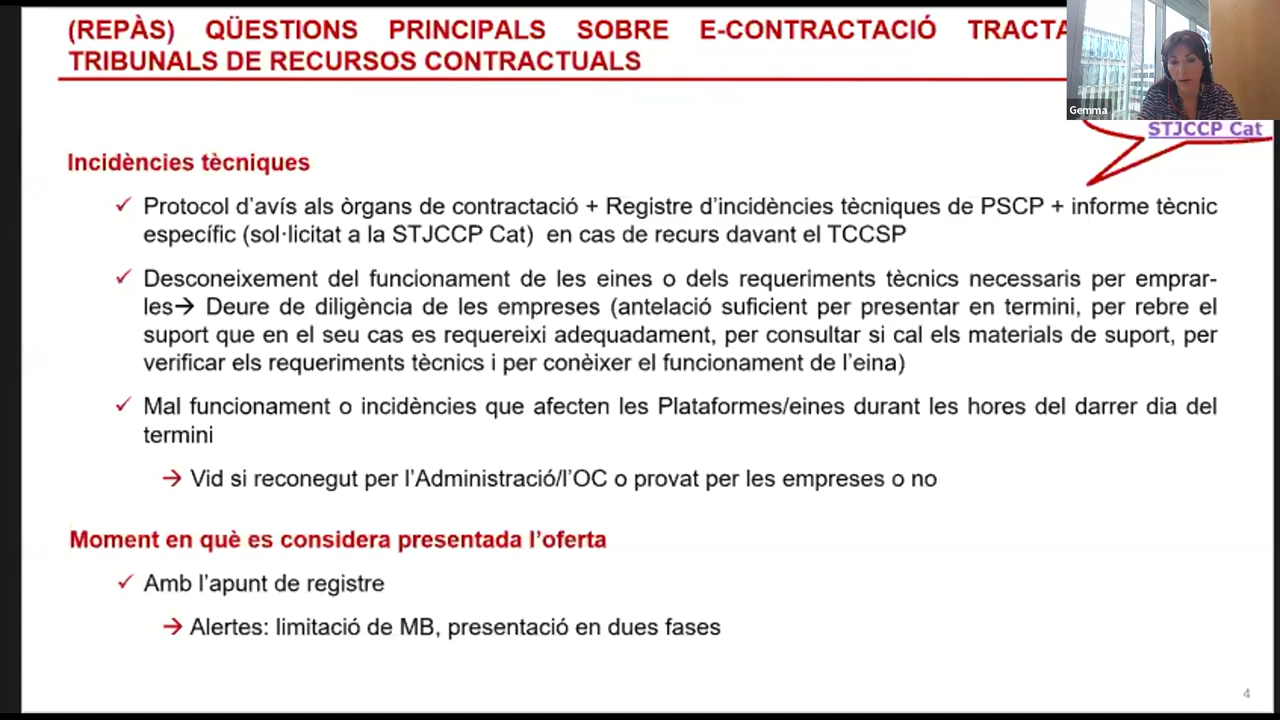 (REPÀS) QÜESTIONS PRINCIPALS SOBRE E-CONTRACTACIÓ
TRIBUNALS DE RECURSOS CONTRACTUALS
Gemma
STJCCP Cat
Incidències tècniques
✓ Protocol d’avís als òrgans de contractació + Registre d’incidències tècniques de PSCP + informe tècnic
específic (sol·licitat a la STJCCP Cat) en cas de recurs davant el TCCSP
✓ Desconeixement del funcionament de les eines o dels requeriments tècnics necessaris per emprar-
les→ Deure de diligència de les empreses (antelació suficient per presentar en termini, per rebre el
suport que en el seu cas es requereixi adequadament, per consultar si cal els materials de suport, per
verificar els requeriments tècnics i per conèixer el funcionament de l’eina)
✓ Mal funcionament o incidències que afecten les Plataformes/eines durant les hores del darrer dia del
termini
→ Vid si reconegut per l’Administració/l’OC o provat per les empreses o no
Moment en què es considera presentada l’oferta
✓ Amb l’apunt de registre
→ Alertes: limitació de MB, presentació en dues fases
4